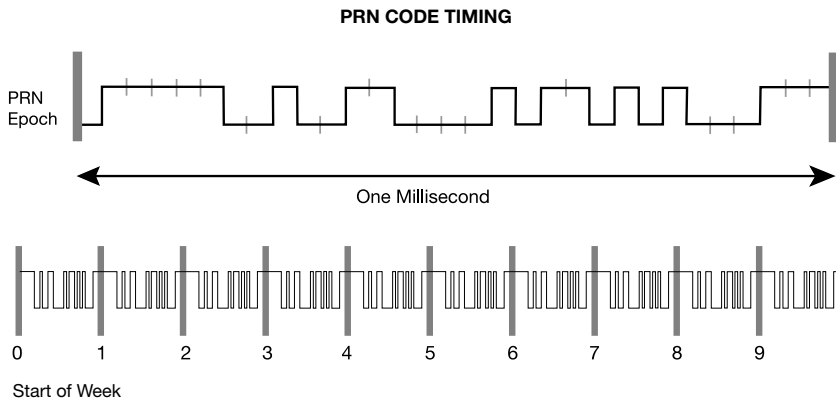 PRN CODE TIMING
PRN
Epoch
One Millisecond
0 1 2 3 4 5 6 7 8 9
Start of Week